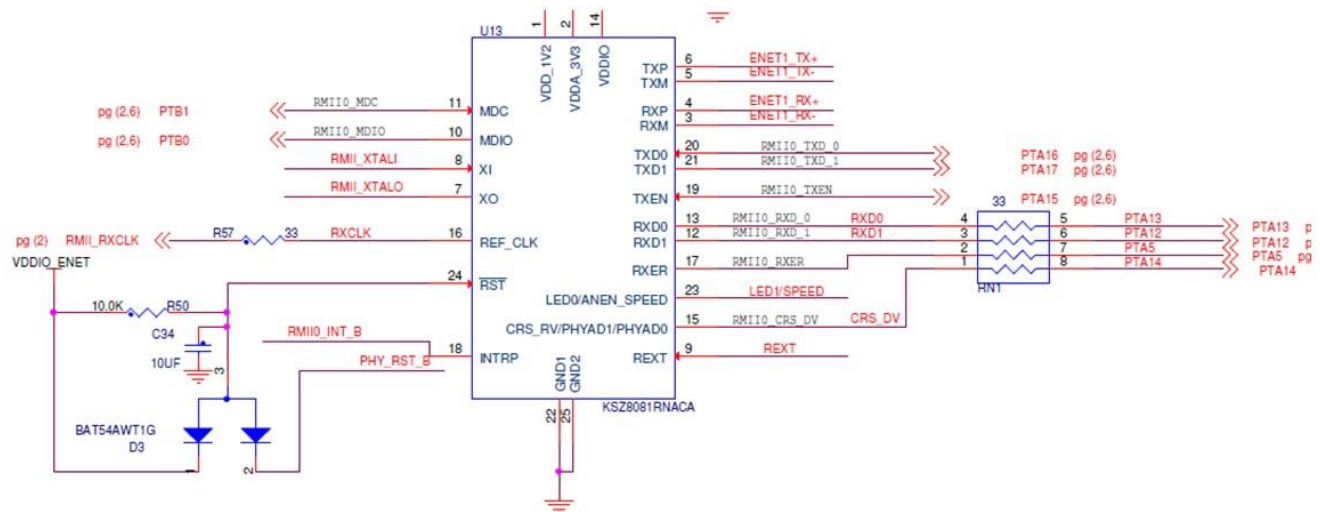 U13
1
2
14
VDD_1V2
VDDA_3V3
VDDIO
pg (2,6) PTB1
RMII0_MDC
11
MDC
pg (2,6) PTB0
RMII0_MDIO
10
MDIO
RMII_XTALI
8
XI
RMII_XTALO
7
XO
pg (2) RMII_RXCLK
R57
33
RXCLK
16
REF_CLK
VDDIO_ENET
24
RST
10.0K
R50
C34
10UF
RMII0_INT_B
18
INTRP
PHY_RST_B
3
BAT54AWT1G
D3
1
2
TXP
6
ENET1_TX+
TXM
5
ENET1_TX-
RXP
4
ENET1_RX+
RXM
3
ENET1_RX-
TXD0
20
RMII0_TXD_0
PTA16 pg (2,6)
TXD1
21
RMII0_TXD_1
PTA17 pg (2,6)
TXEN
19
RMII0_TXEN
PTA15 pg (2,6)
33
RXD0
13
RMII0_RXD_0
RXD0
4
5
PTA13
PTA13 p
RXD1
12
RMII0_RXD_1
RXD1
3
6
PTA12
PTA12 p
2
7
PTA5
PTA5 pg
RXER
17
RMII0_RXER
1
8
PTA14
PTA14
RN1
LED0/ANEN_SPEED
23
LED1/SPEED
CRS_RV/PHYAD1/PHYAD0
15
RMII0_CRS_DV
CRS_DV
REXT
9
REXT
GND1
GND2
22
25
KSZ8081RNACA